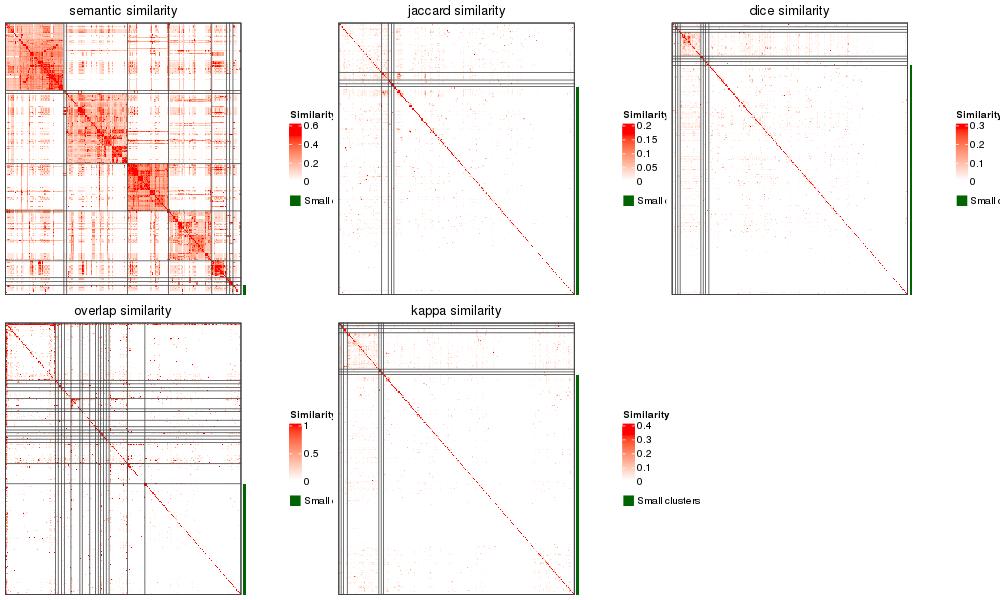 semantic similarity
Similarity
0.6
0.4
0.2
0
Small
jaccard similarity
Similarity
0.2
0.15
0.1
0.05
0
Small
dice similarity
Similarity
0.3
0.2
0.1
0
Small
overlap similarity
Similarity
1
0.5
0
Small
kappa similarity
Similarity
0.4
0.3
0.2
0.1
0
Small clusters